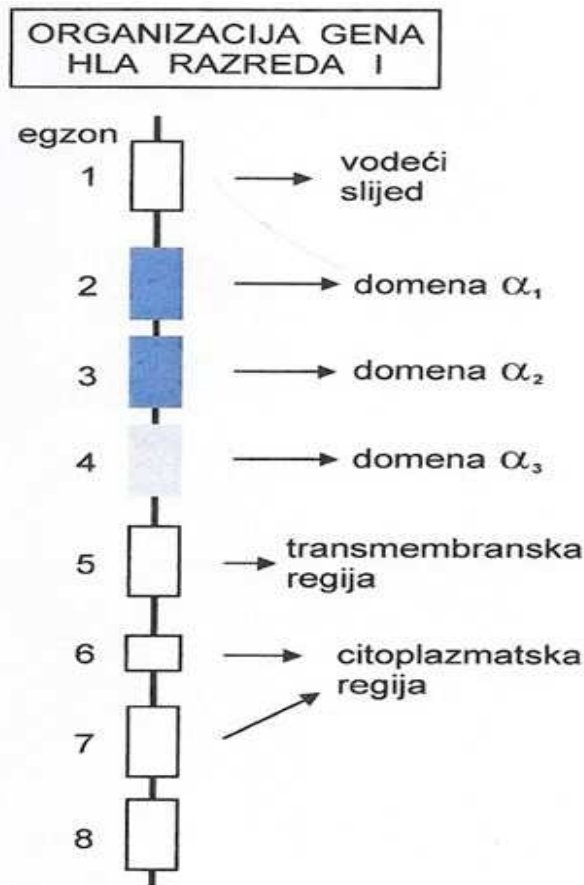 ORGANIZACIJA GENA
HLA RAZREDA I
egzon
1
vodeći
slijed
2
domena α₁
3
domena α₂
4
domena α₃
5
transmembranska
regija
6
citoplazmatska
regija
7
8